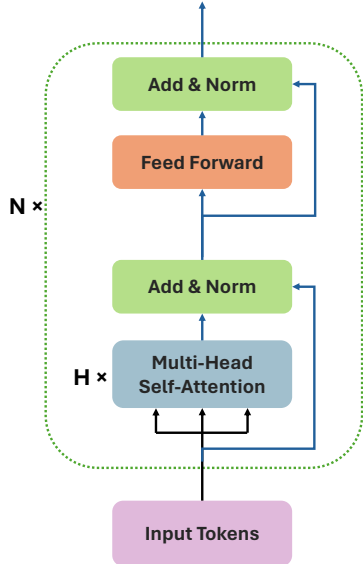 Add & Norm
Feed Forward
N ×
Add & Norm
H ×
Multi-Head
Self-Attention
Input Tokens